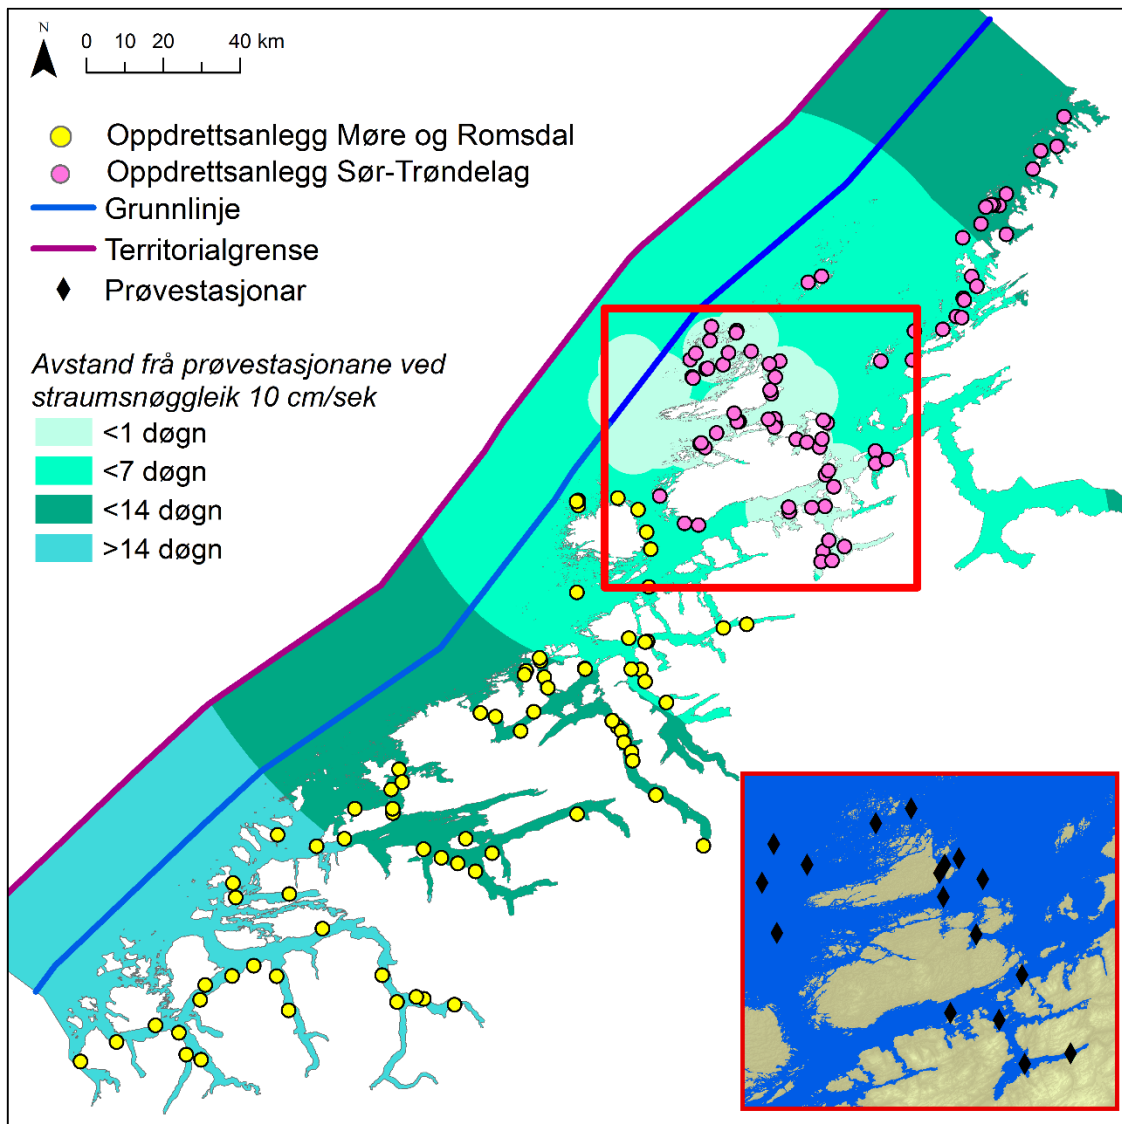 N
0 10 20 40 km
Oppdrettsanlegg Møre og Romsdal
Oppdrettsanlegg Sør-Trøndelag
Grunnlinje
Territorialgrense
Prøvestasjonar
Avstand frå prøvestasjonane ved
straumsnøggleik 10 cm/sek
<1 døgn
<7 døgn
<14 døgn
>14 døgn